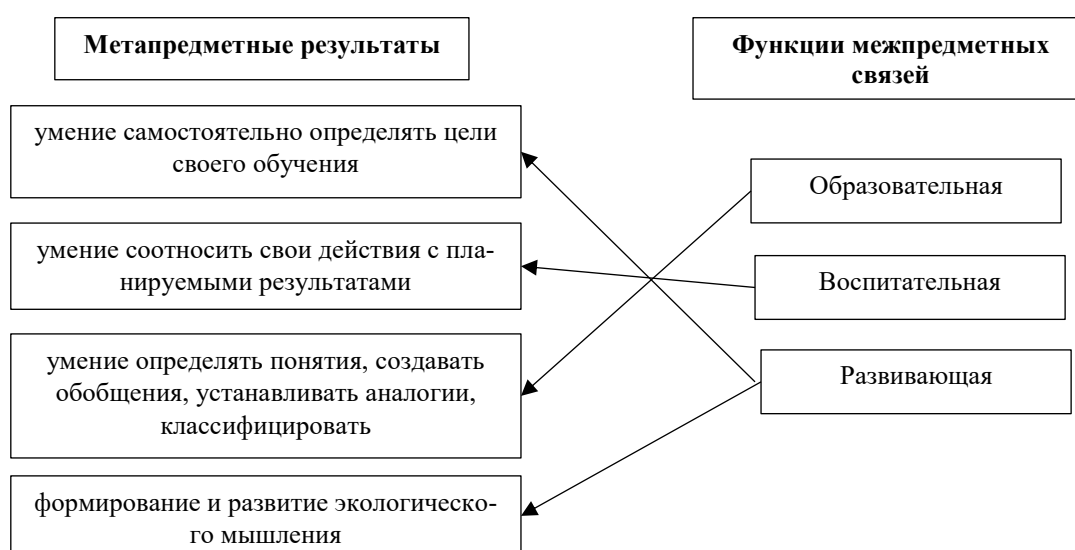 Метапредметные результаты
Функции межпредметных
связей
умение самостоятельно определять цели
своего обучения
умение соотносить свои действия с пла-
нируемыми результатами
умение определять понятия, создавать
обобщения, устанавливать аналогии,
классифицировать
формирование и развитие экологическо-
го мышления
Образовательная
Воспитательная
Развивающая